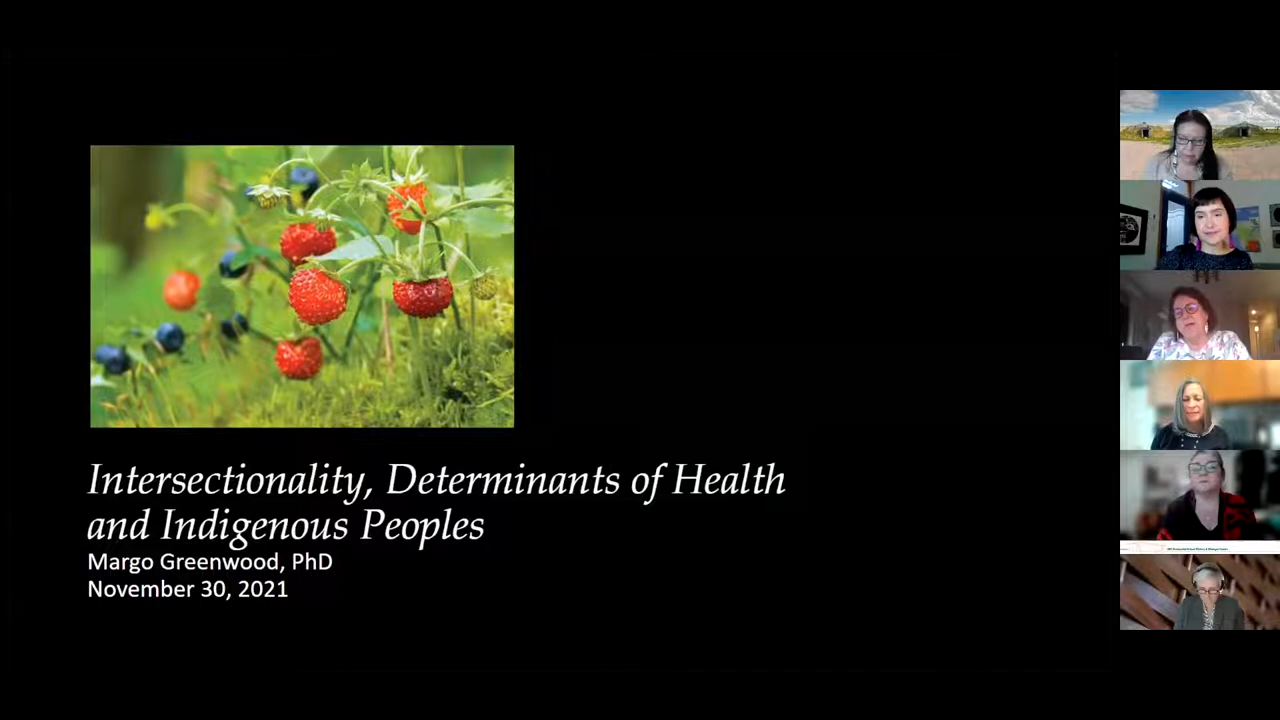 Intersectionality, Determinants of Health
and Indigenous Peoples
Margo Greenwood, PhD
November 30, 2021